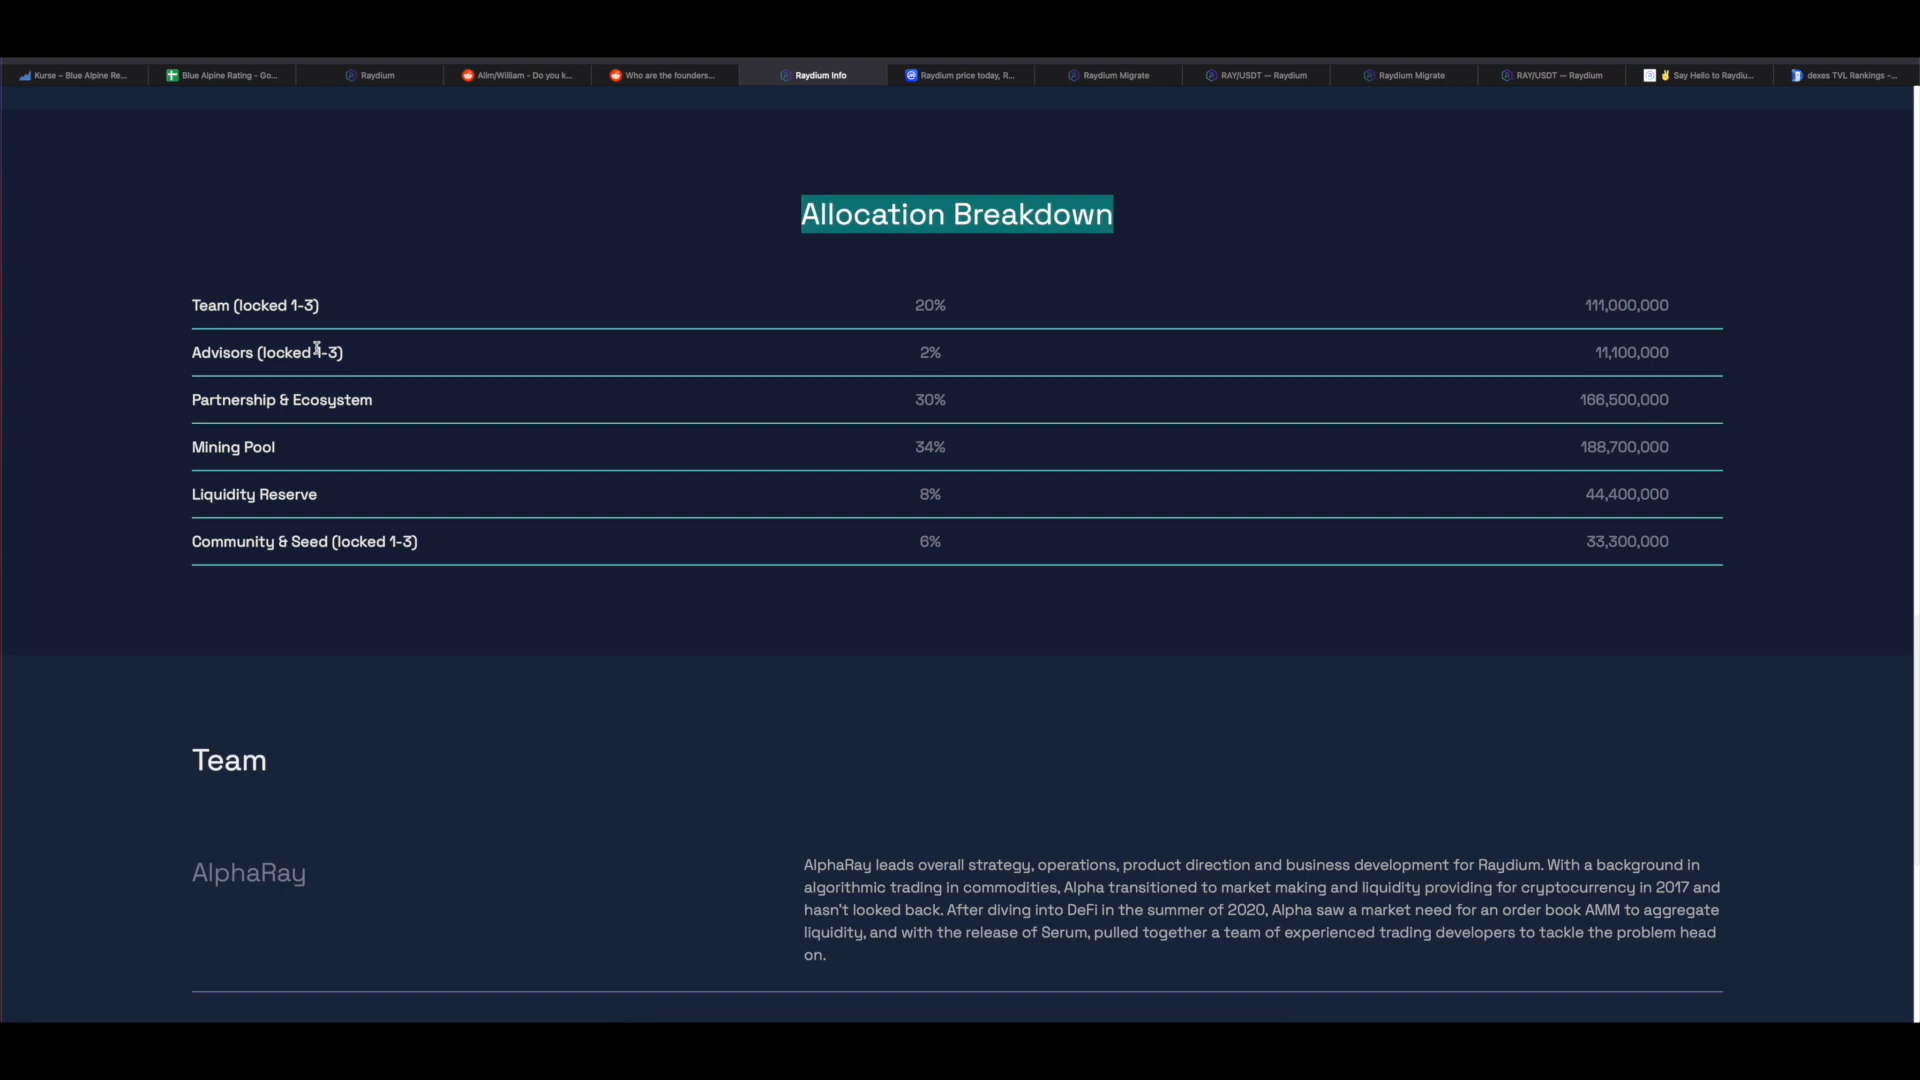 Kurse – Blue Alpine Re...
Blue Alpine Rating - Go...
Raydium
Alim/William - Do you k...
Who are the founders...
Raydium Info
Raydium price today, R...
Raydium Migrate
RAY/USDT — Raydium
Raydium Migrate
RAY/USDT — Raydium
✌ Say Hello to Raydiu...
dexes TVL Rankings -...
Allocation Breakdown
Team (locked 1-3) 20% 111,000,000
Advisors (locked 1-3) 2% 11,100,000
Partnership & Ecosystem 30% 166,500,000
Mining Pool 34% 188,700,000
Liquidity Reserve 8% 44,400,000
Community & Seed (locked 1-3) 6% 33,300,000
Team
AlphaRay
AlphaRay leads overall strategy, operations, product direction and business development for Raydium. With a background in
algorithmic trading in commodities, Alpha transitioned to market making and liquidity providing for cryptocurrency in 2017 and
hasn't looked back. After diving into DeFi in the summer of 2020, Alpha saw a market need for an order book AMM to aggregate
liquidity, and with the release of Serum, pulled together a team of experienced trading developers to tackle the problem head
on.